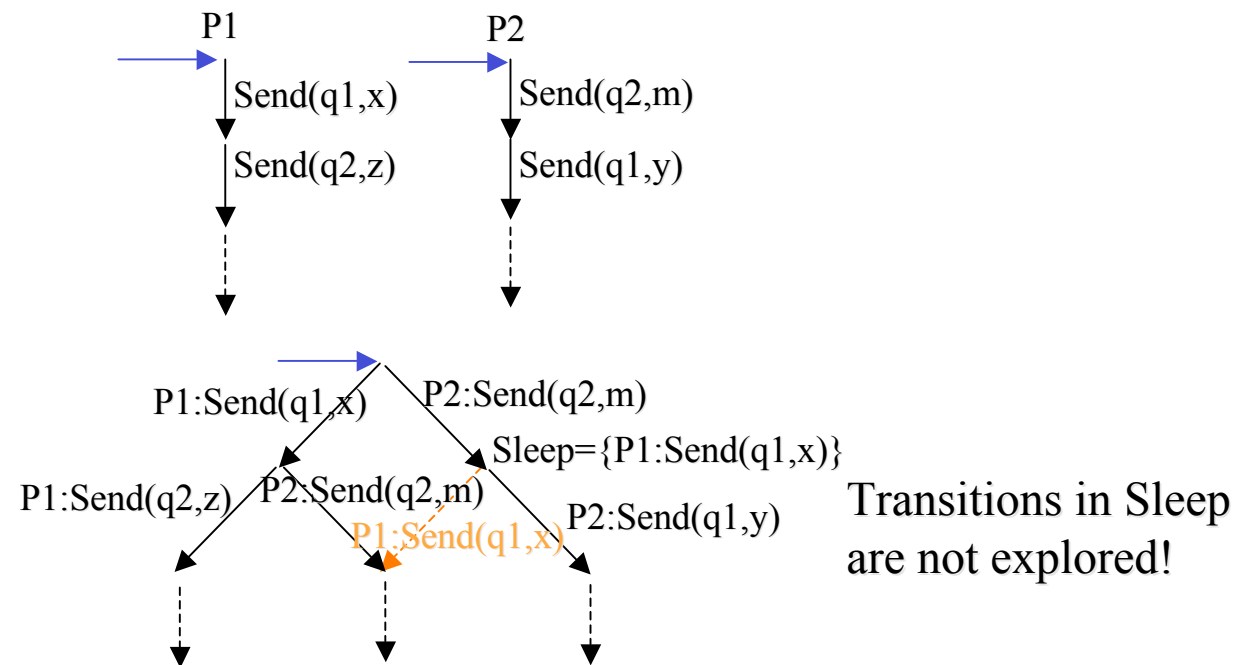 P1
P2
Send(q1,x)
Send(q2,m)
Send(q2,z)
Send(q1,y)
P1:Send(q1,x)
P2:Send(q2,m)
Sleep={P1:Send(q1,x)}
P1:Send(q2,z)
P2:Send(q2,m)
P1:Send(q1,x)
P2:Send(q1,y)
Transitions in Sleep
are not explored!